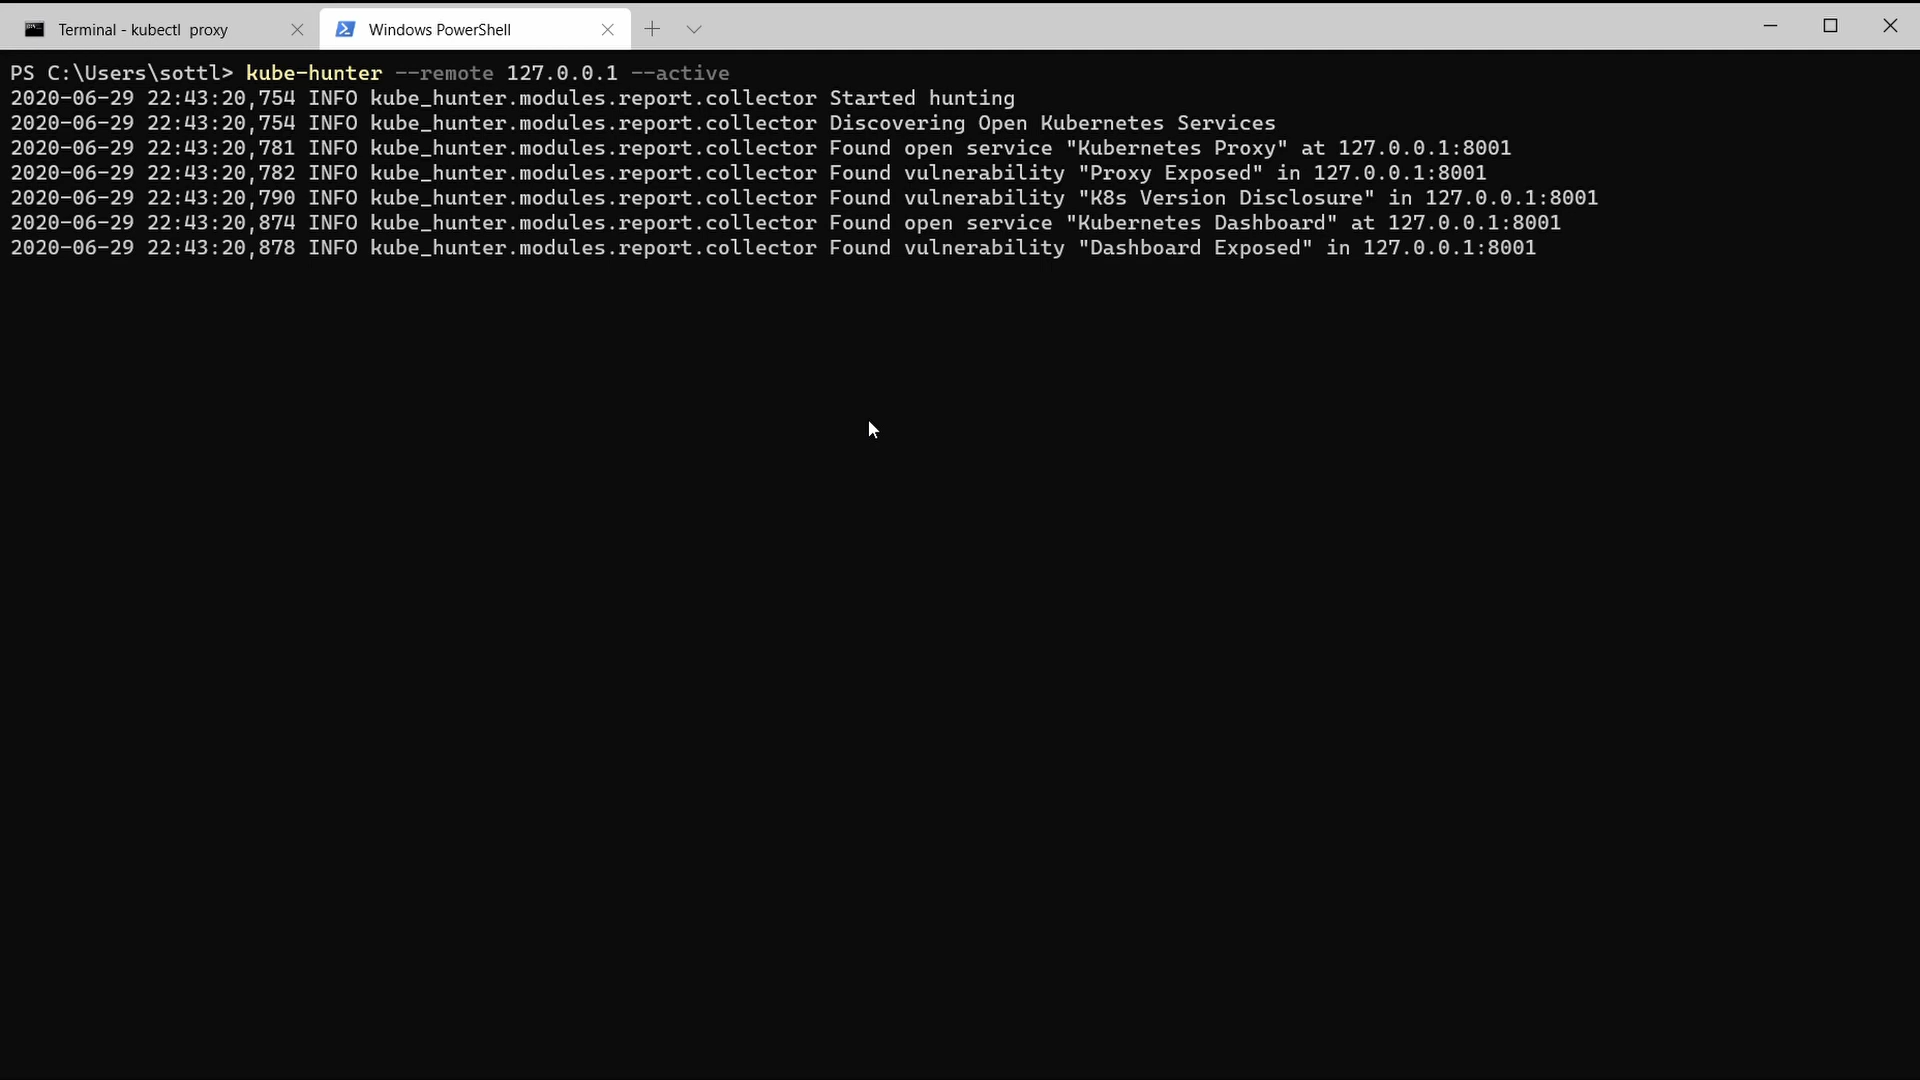 Terminal - kubectl proxy
Windows PowerShell
PS C:\Users\sottl> kube-hunter --remote 127.0.0.1 --active
2020-06-29 22:43:20,754 INFO kube_hunter.modules.report.collector Started hunting
2020-06-29 22:43:20,754 INFO kube_hunter.modules.report.collector Discovering Open Kubernetes Services
2020-06-29 22:43:20,781 INFO kube_hunter.modules.report.collector Found open service "Kubernetes Proxy" at 127.0.0.1:8001
2020-06-29 22:43:20,782 INFO kube_hunter.modules.report.collector Found vulnerability "Proxy Exposed" in 127.0.0.1:8001
2020-06-29 22:43:20,790 INFO kube_hunter.modules.report.collector Found vulnerability "K8s Version Disclosure" in 127.0.0.1:8001
2020-06-29 22:43:20,874 INFO kube_hunter.modules.report.collector Found open service "Kubernetes Dashboard" at 127.0.0.1:8001
2020-06-29 22:43:20,878 INFO kube_hunter.modules.report.collector Found vulnerability "Dashboard Exposed" in 127.0.0.1:8001